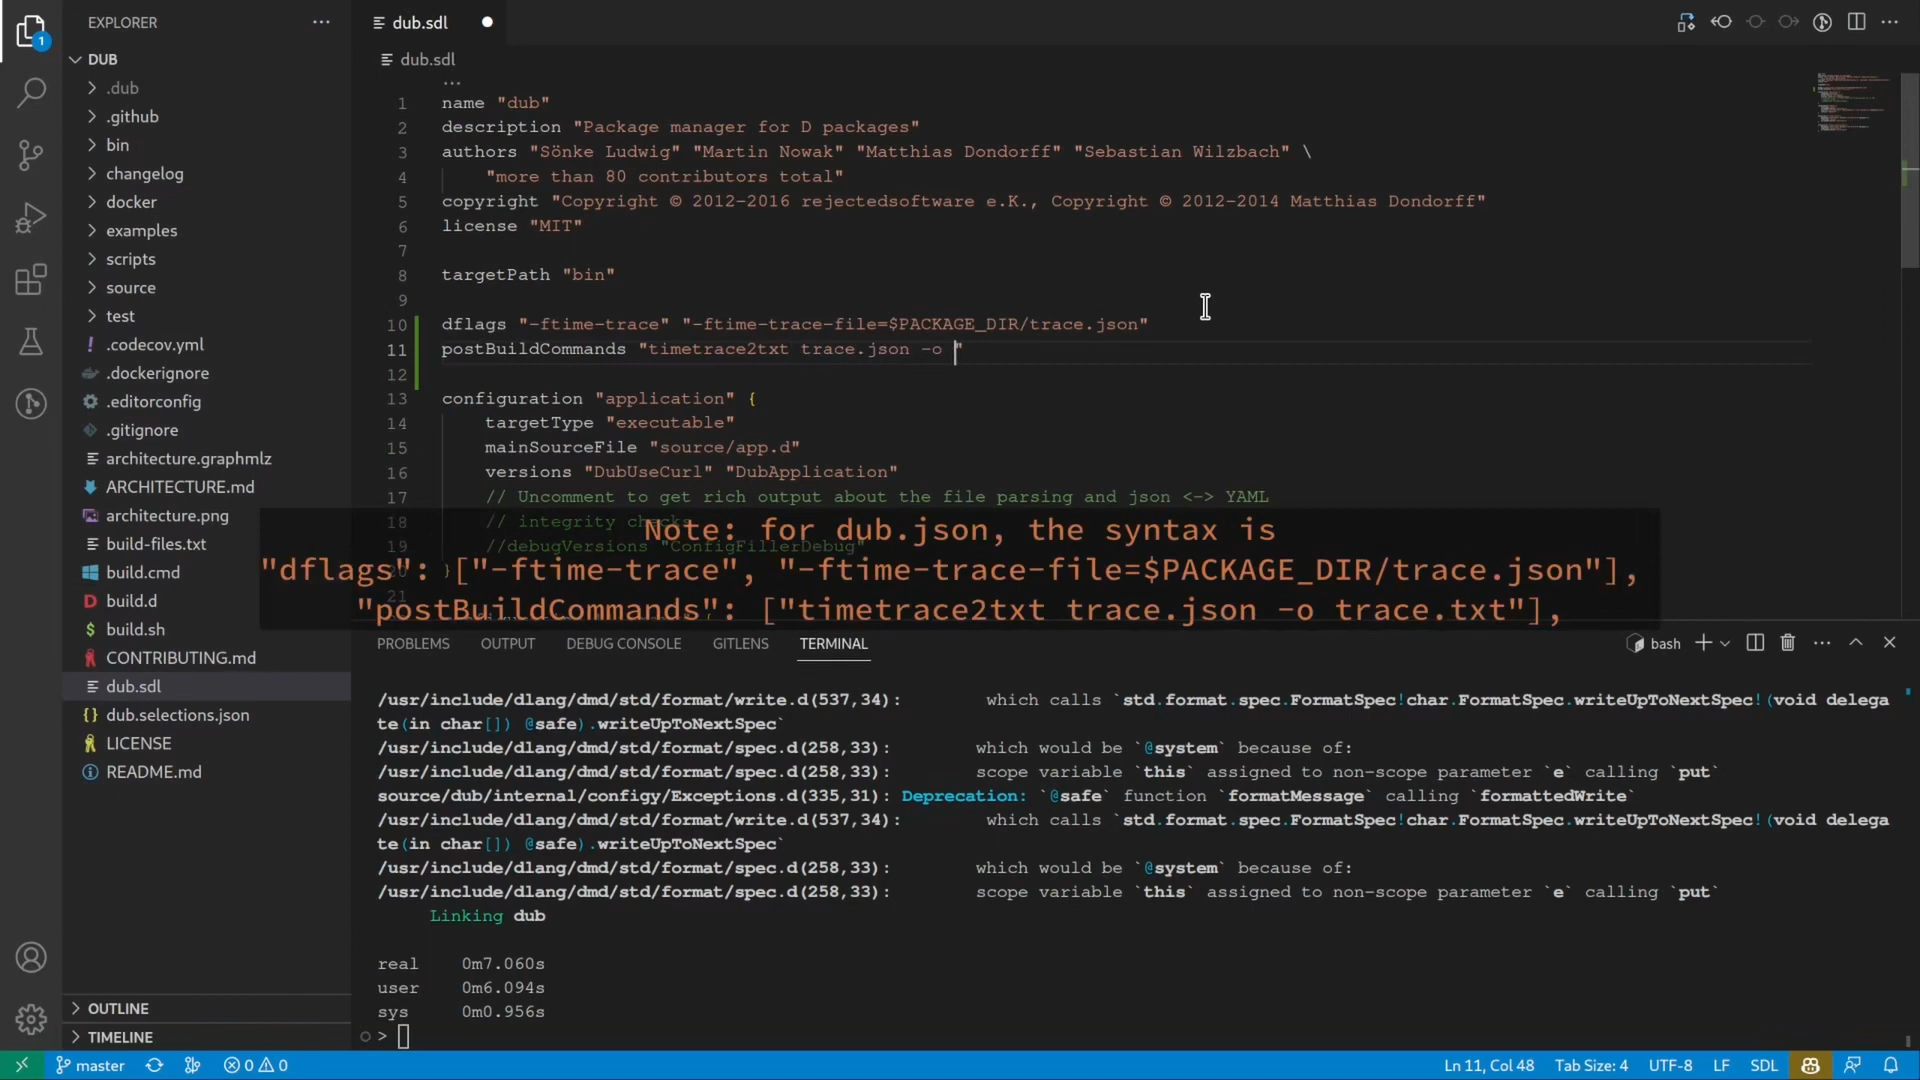 EXPLORER
DUB
.dub
.github
bin
changelog
docker
examples
scripts
source
test
.codecov.yml
.dockerignore
.editorconfig
.gitignore
architecture.graphmlz
ARCHITECTURE.md
architecture.png
build-files.txt
build.cmd
build.d
build.sh
CONTRIBUTING.md
dub.sdl
dub.selections.json
LICENSE
README.md
OUTLINE
TIMELINE
1
dub.sdl
dub.sdl
...
1 name "dub"
2 description "Package manager for D packages"
3 authors "Sönke Ludwig" "Martin Nowak" "Matthias Dondorff" "Sebastian Wilzbach" \
4 "more than 80 contributors total"
5 copyright "Copyright © 2012-2016 rejectedsoftware e.K., Copyright © 2012-2014 Matthias Dondorff"
6 license "MIT"
7
8 targetPath "bin"
9
10 dflags "-ftime-trace" "-ftime-trace-file=$PACKAGE_DIR/trace.json"
11 postBuildCommands "timetrace2txt trace.json -o "
12
13 configuration "application" {
14 targetType "executable"
15 mainSourceFile "source/app.d"
16 versions "DubUseCurl" "DubApplication"
17 // Uncomment to get rich output about the file parsing and json <-> YAML
18 // integrity checks
19 //debugVersions "ConfigFillerDebug"
20 }
21
Note: for dub.json, the syntax is
"dflags": ["-ftime-trace", "-ftime-trace-file=$PACKAGE_DIR/trace.json"],
"postBuildCommands": ["timetrace2txt trace.json -o trace.txt"],
PROBLEMS OUTPUT DEBUG CONSOLE GITLENS TERMINAL
bash
/usr/include/dlang/dmd/std/format/write.d(537,34): which calls `std.format.spec.FormatSpec!char.FormatSpec.writeUpToNextSpec!(void delega
te(in char[]) @safe).writeUpToNextSpec`
/usr/include/dlang/dmd/std/format/spec.d(258,33): which would be `@system` because of:
/usr/include/dlang/dmd/std/format/spec.d(258,33): scope variable `this` assigned to non-scope parameter `e` calling `put`
source/dub/internal/configy/Exceptions.d(335,31): Deprecation: `@safe` function `formatMessage` calling `formattedWrite`
/usr/include/dlang/dmd/std/format/write.d(537,34): which calls `std.format.spec.FormatSpec!char.FormatSpec.writeUpToNextSpec!(void delega
te(in char[]) @safe).writeUpToNextSpec`
/usr/include/dlang/dmd/std/format/spec.d(258,33): which would be `@system` because of:
/usr/include/dlang/dmd/std/format/spec.d(258,33): scope variable `this` assigned to non-scope parameter `e` calling `put`
Linking dub
real 0m7.060s
user 0m6.094s
sys 0m0.956s
>
master 0 0 Ln 11, Col 48 Tab Size: 4 UTF-8 LF SDL